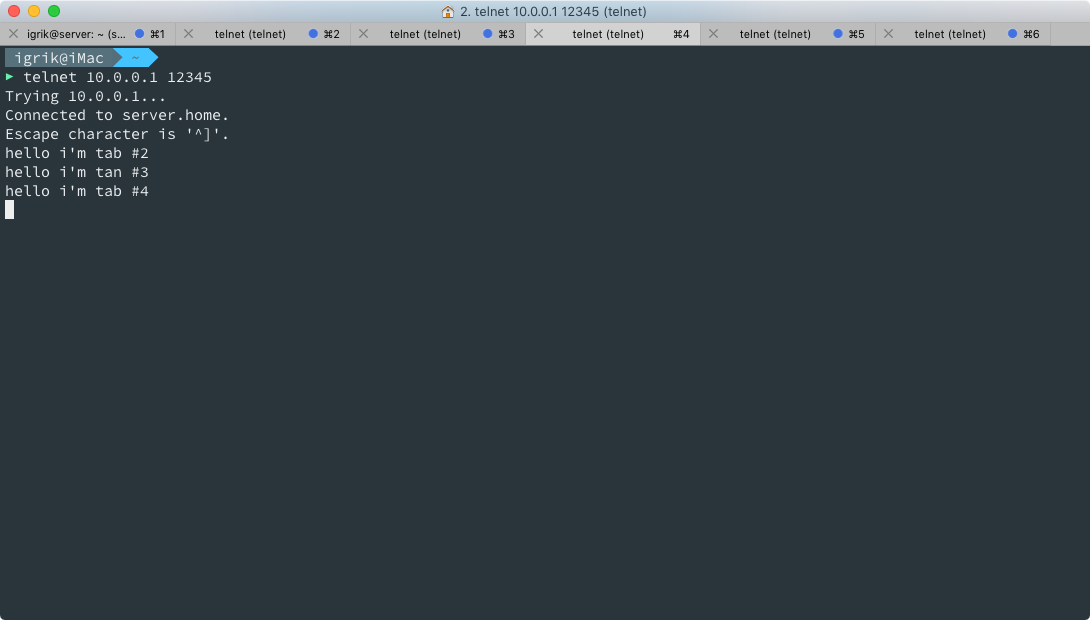 2. telnet 10.0.0.1 12345 (telnet)
igrik@server: ~ (s... ⌘1 telnet (telnet) ⌘2 telnet (telnet) ⌘3 telnet (telnet) ⌘4 telnet (telnet) ⌘5 telnet (telnet) ⌘6
igrik@iMac ~
telnet 10.0.0.1 12345
Trying 10.0.0.1...
Connected to server.home.
Escape character is '^]'.
hello i'm tab #2
hello i'm tan #3
hello i'm tab #4